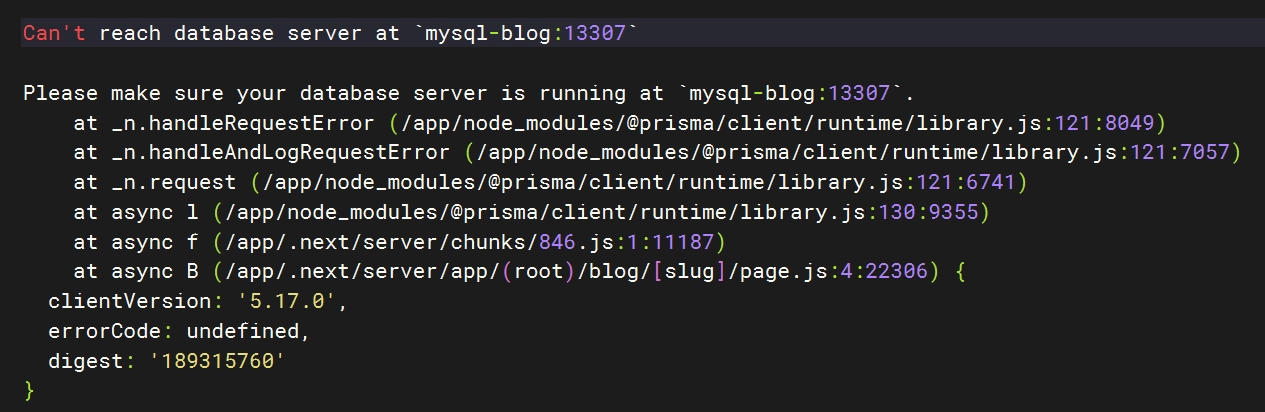 Can't reach database server at `mysql-blog:13307`
Please make sure your database server is running at `mysql-blog:13307`.
at _n.handleRequestError (/app/node_modules/@prisma/client/runtime/library.js:121:8049)
at _n.handleAndLogRequestError (/app/node_modules/@prisma/client/runtime/library.js:121:7057)
at _n.request (/app/node_modules/@prisma/client/runtime/library.js:121:6741)
at async l (/app/node_modules/@prisma/client/runtime/library.js:130:9355)
at async f (/app/.next/server/chunks/846.js:1:11187)
at async B (/app/.next/server/app/(root)/blog/[slug]/page.js:4:22306) {
clientVersion: '5.17.0',
errorCode: undefined,
digest: '189315760'
}